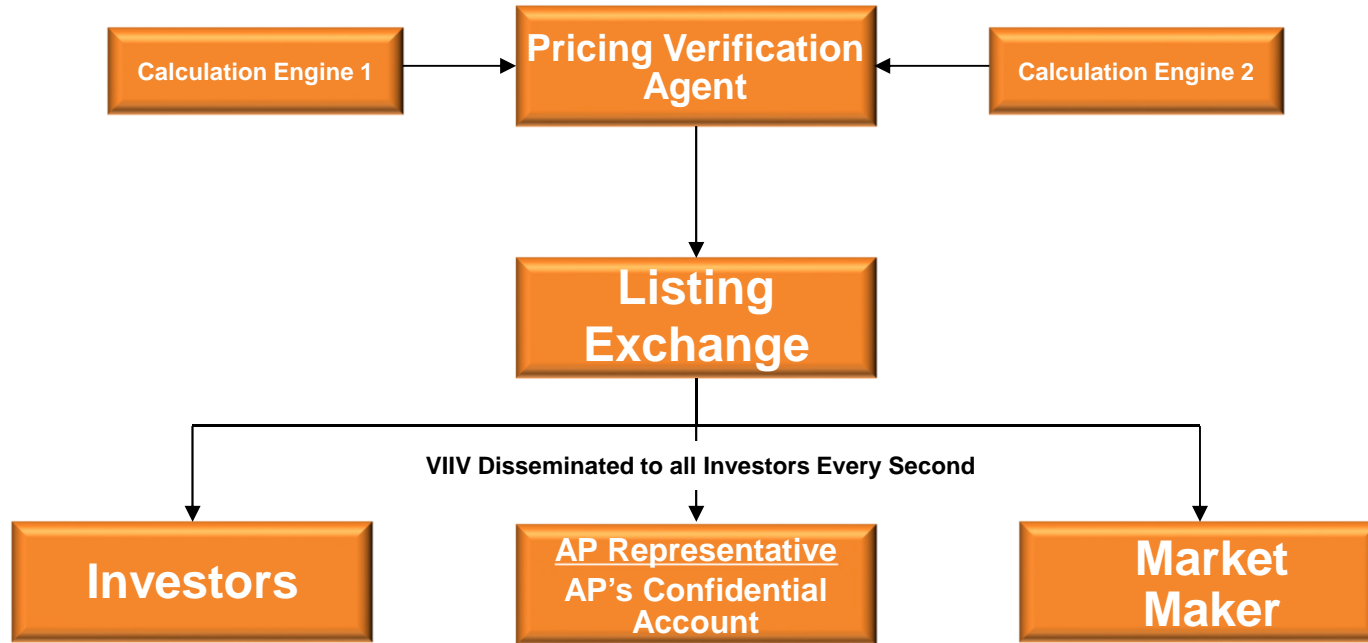 Calculation Engine 1
Pricing Verification
Agent
Calculation Engine 2
Listing
Exchange
VIIV Disseminated to all Investors Every Second
Investors
AP Representative
AP’s Confidential
Account
Market
Maker